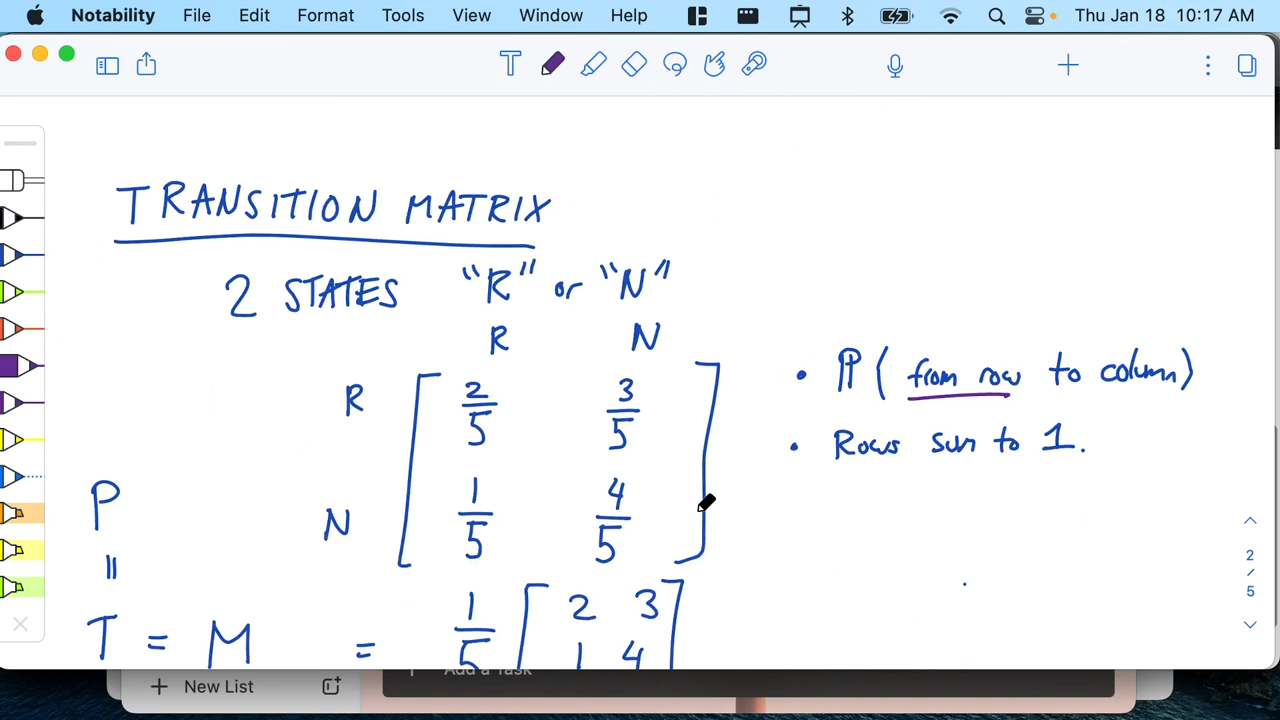 Notability File Edit Format Tools View Window Help Thu Jan 18 10:17 AM
TRANSITION MATRIX
2 STATES "R" or "N"
R N
R 2/5 3/5
N 1/5 4/5
• P( from row to column)
• Rows sum to 1.
P
=
T = M = 1/5 [ 2 3
1 4 ]
2
/
5
New List
Add a Task